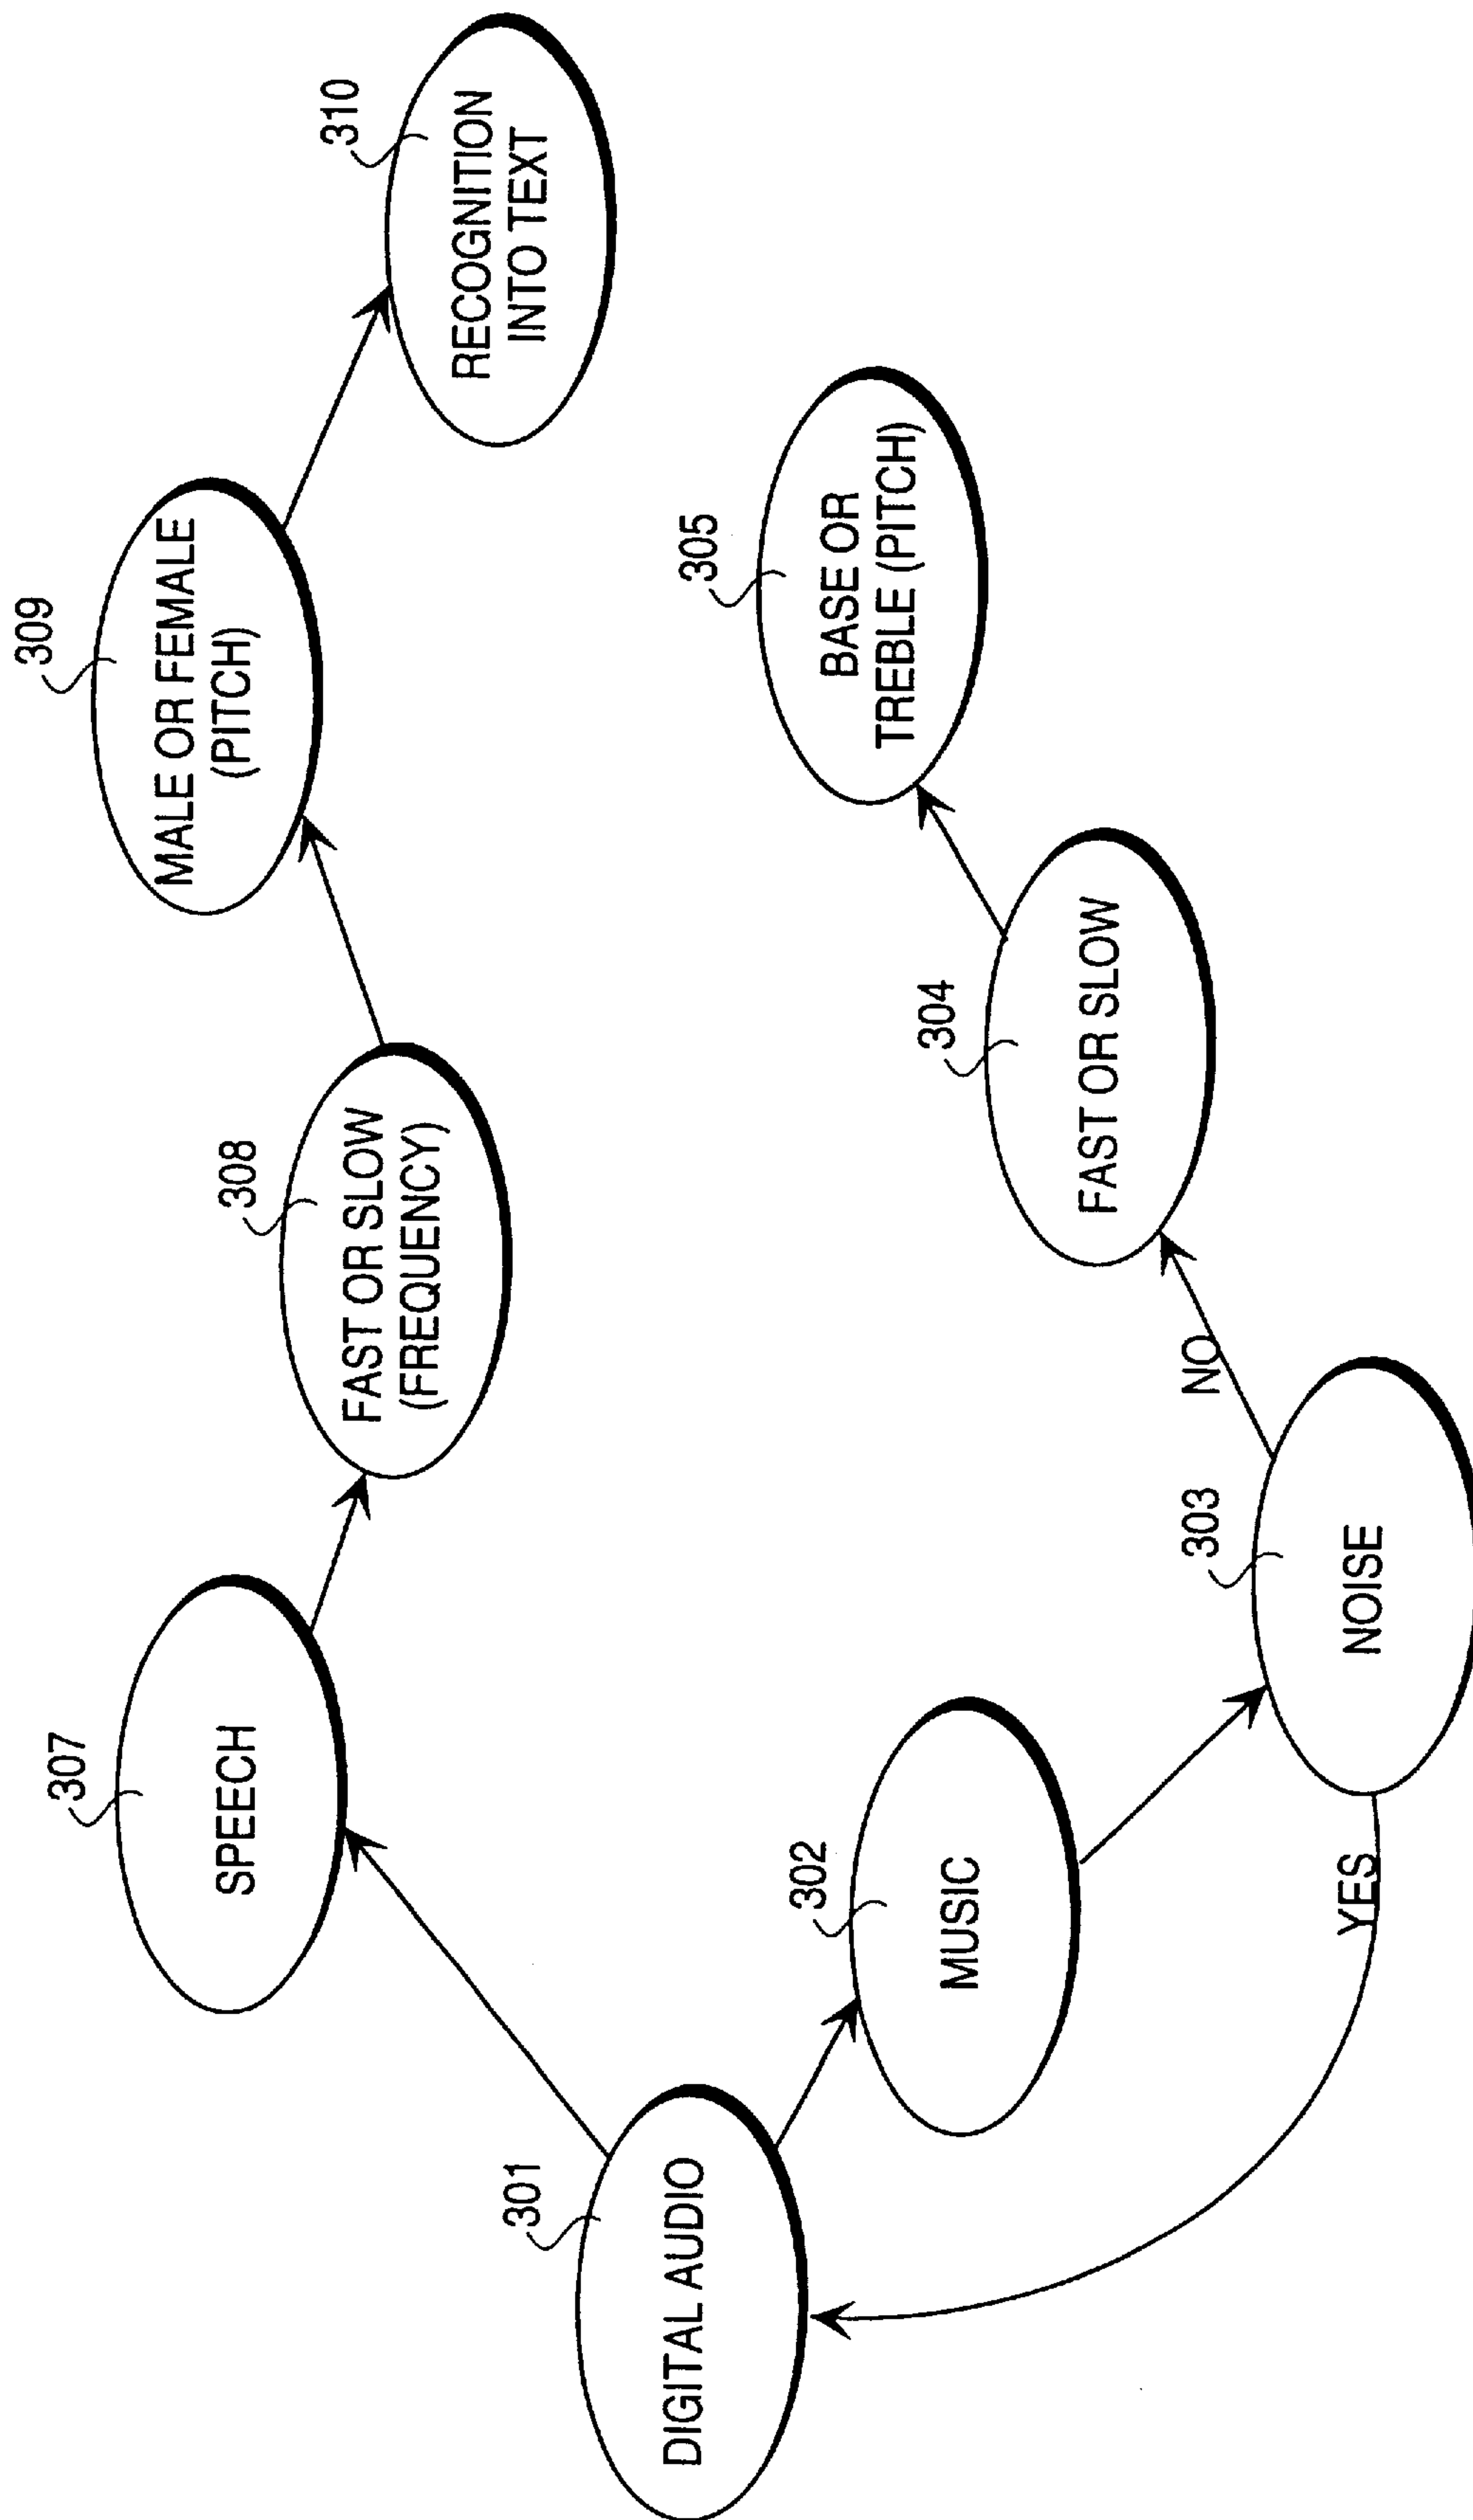 309
MALE OR FEMALE
(PITCH)
310
RECOGNITION
INTO TEXT
307
SPEECH
308
FAST OR SLOW
(FREQUENCY)
301
DIGITAL AUDIO
302
MUSIC
YES
303
NOISE
NO
304
FAST OR SLOW
305
BASE OR
TREBLE (PITCH)